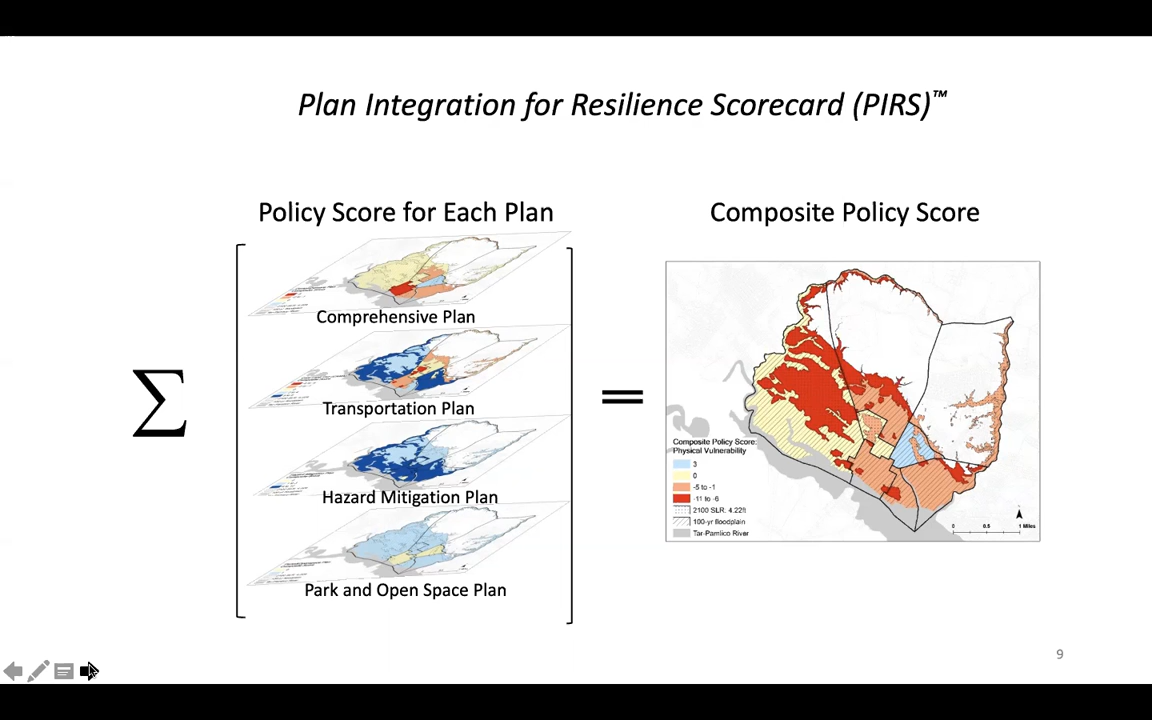 Plan Integration for Resilience Scorecard (PIRS)™
Policy Score for Each Plan
Composite Policy Score
Comprehensive Plan
Transportation Plan
Hazard Mitigation Plan
Park and Open Space Plan
∑
=
Composite Policy Score:
Physical Vulnerability
3
0
-5 to -1
-11 to -6
2100 SLR: 4.22ft
100-yr floodplain
Tar-Pamlico River
0 0.5 1 Miles
9